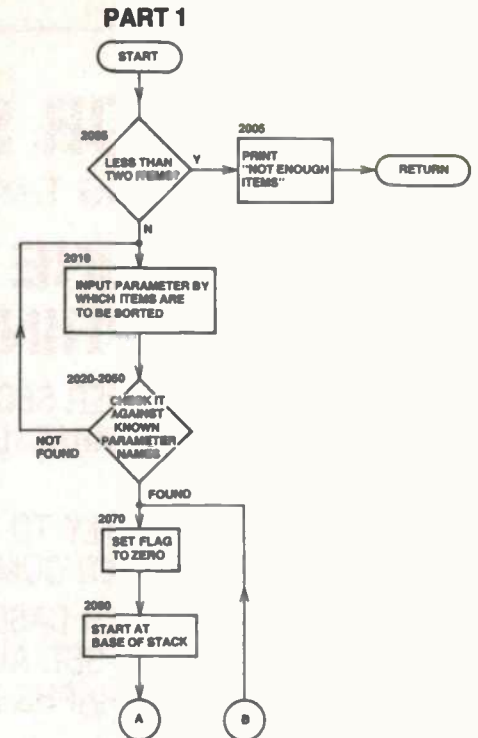 PART 1
START
LESS THAN
TWO ITEMS?
Y
2005
PRINT
"NOT ENOUGH
ITEMS"
RETURN
N
2010
INPUT PARAMETER BY
WHICH ITEMS ARE
TO BE SORTED
2020-2050
CHECK IT
AGAINST
KNOWN
PARAMETER
NAMES
NOT
FOUND
FOUND
2070
SET FLAG
TO ZERO
2080
START AT
BASE OF STACK
A
B